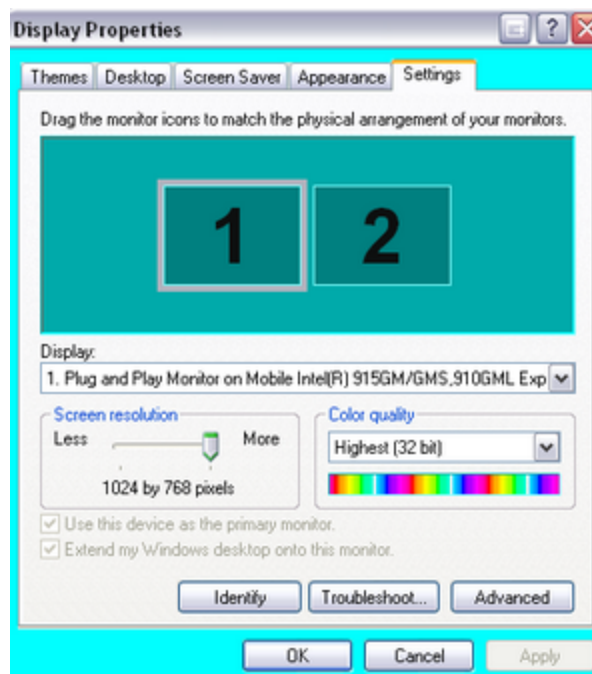 Display Properties
?
Themes Desktop Screen Saver Appearance Settings
Drag the monitor icons to match the physical arrangement of your monitors.
1 2
Display:
1. Plug and Play Monitor on Mobile Intel(R) 915GM/GMS,910GML Exp
Screen resolution Color quality
Less More Highest (32 bit)
1024 by 768 pixels
Use this device as the primary monitor.
Extend my Windows desktop onto this monitor.
Identify Troubleshoot... Advanced
OK Cancel Apply